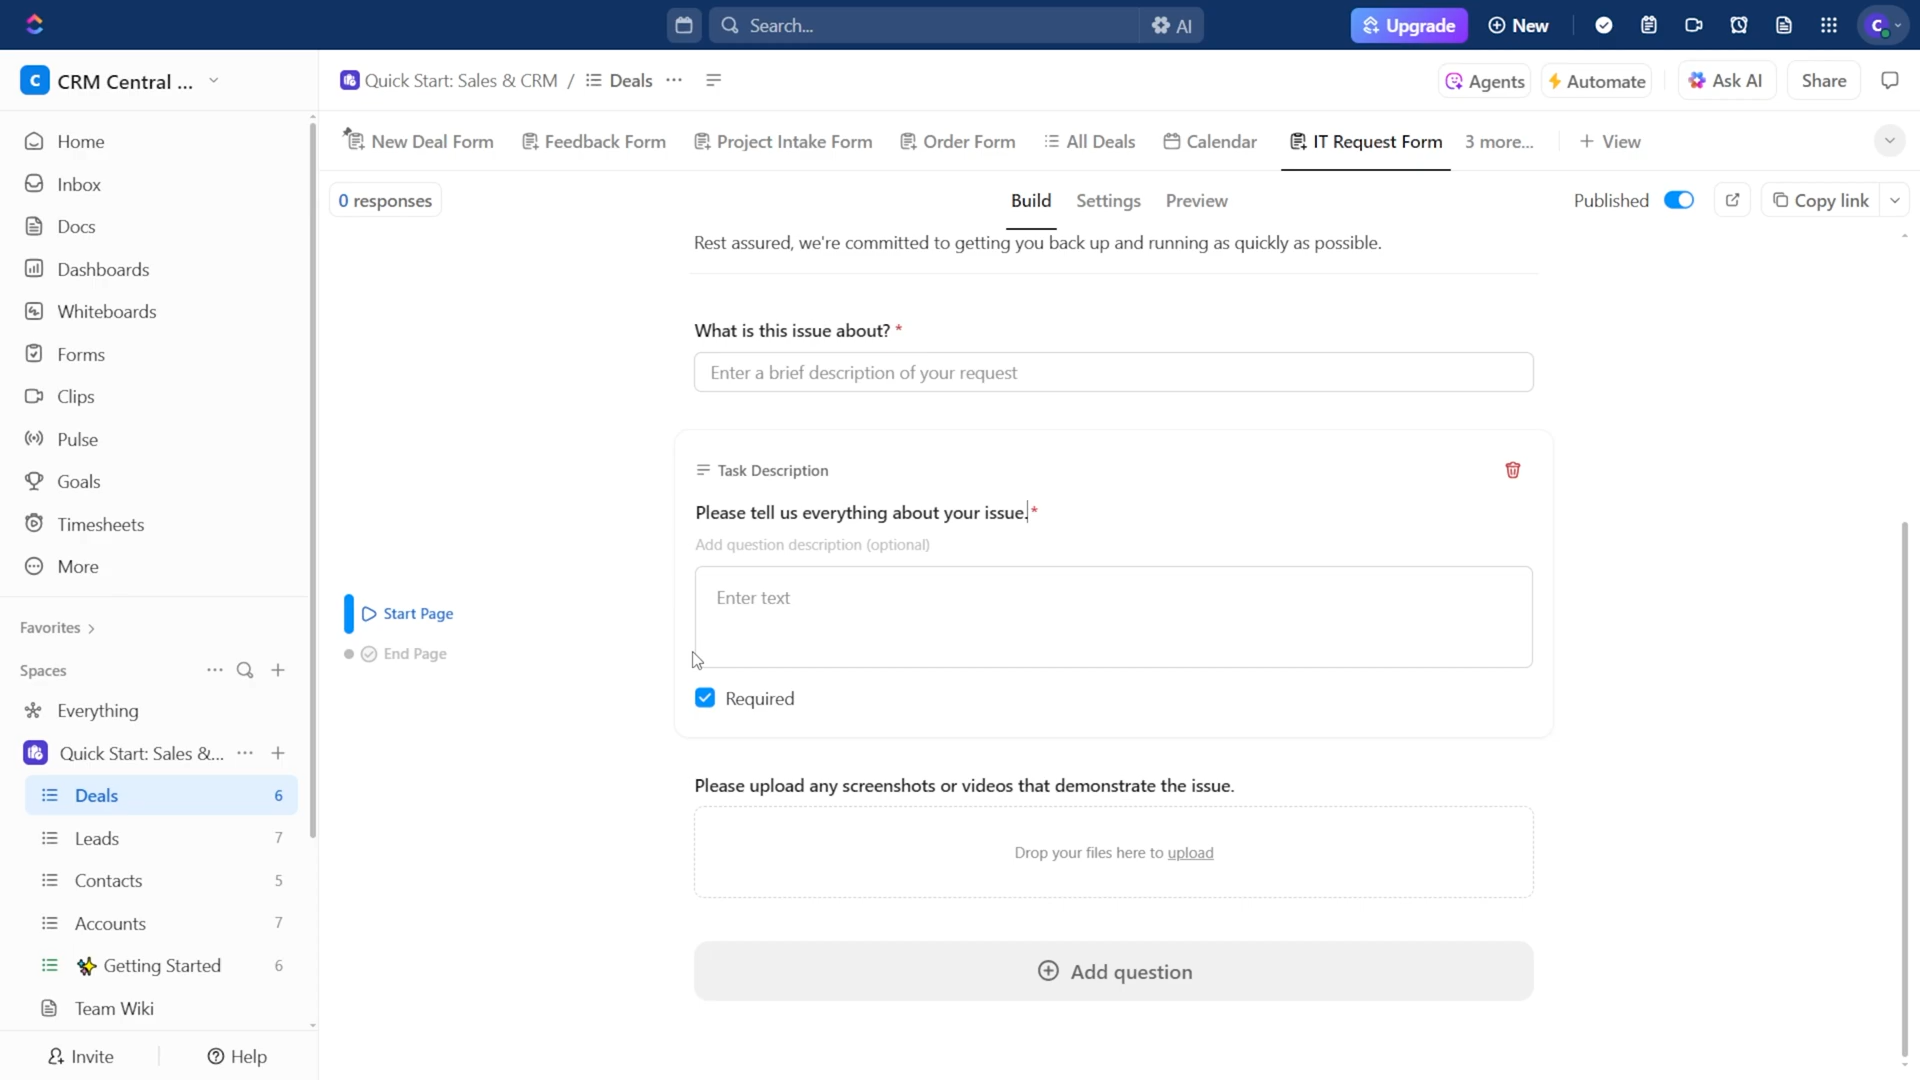 Search...
AI
Upgrade
New
C
C
CRM Central ...
Quick Start: Sales & CRM / Deals
Agents
Automate
Ask AI
Share
Home
Inbox
Docs
Dashboards
Whiteboards
Forms
Clips
Pulse
Goals
Timesheets
More
Favorites
Spaces
Everything
Quick Start: Sales &...
Deals 6
Leads 7
Contacts 5
Accounts 7
Getting Started 6
Team Wiki
Invite
Help
New Deal Form
Feedback Form
Project Intake Form
Order Form
All Deals
Calendar
IT Request Form
3 more...
+ View
0 responses
Build
Settings
Preview
Published
Copy link
Start Page
End Page
Rest assured, we're committed to getting you back up and running as quickly as possible.
What is this issue about? *
Enter a brief description of your request
Task Description
Please tell us everything about your issue. *
Add question description (optional)
Enter text
Required
Please upload any screenshots or videos that demonstrate the issue.
Drop your files here to upload
Add question